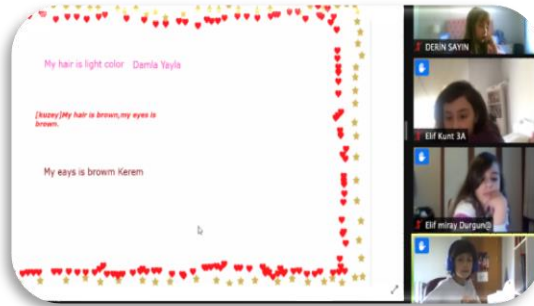 My hair is light color Damla Yayla
[kuzey]My hair is brown,my eyes is
brown.
My eays is browm Kerem
DERİN SAYIN
Elif Kunt 3A
Elif miray Durgun@